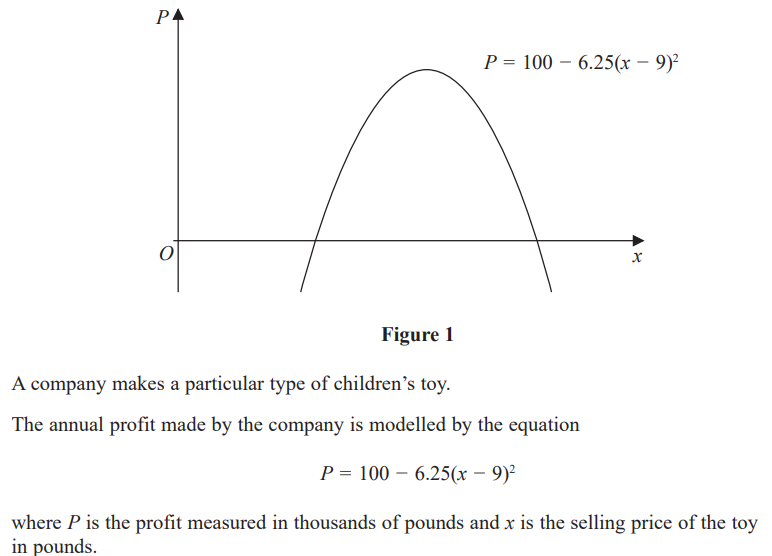 P
P = 100 – 6.25(x – 9)²
O
x
Figure 1
A company makes a particular type of children’s toy.
The annual profit made by the company is modelled by the equation
P = 100 – 6.25(x – 9)²
where P is the profit measured in thousands of pounds and x is the selling price of the toy
in pounds.